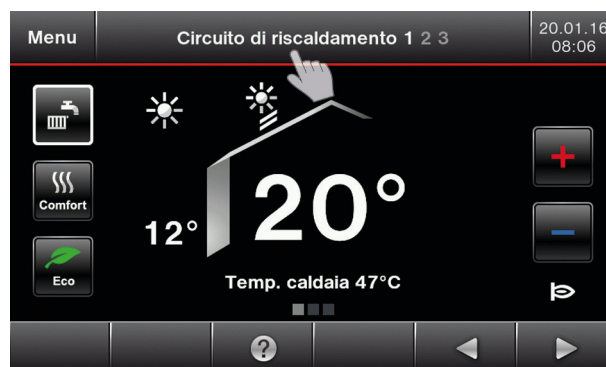 Menu
Circuito di riscaldamento 1 2 3
20.01.16
08:06
Comfort
12°
20°
Eco
Temp. caldaia 47°C
?